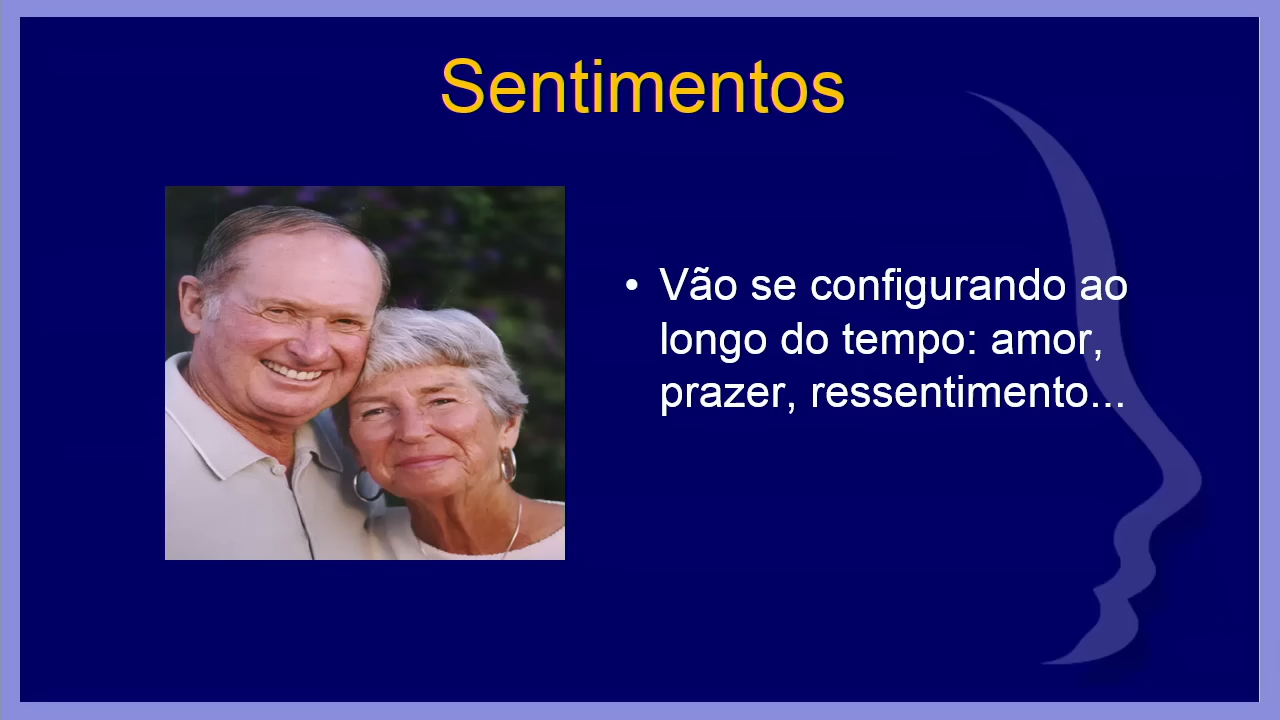 Sentimentos
• Vão se configurando ao
longo do tempo: amor,
prazer, ressentimento...